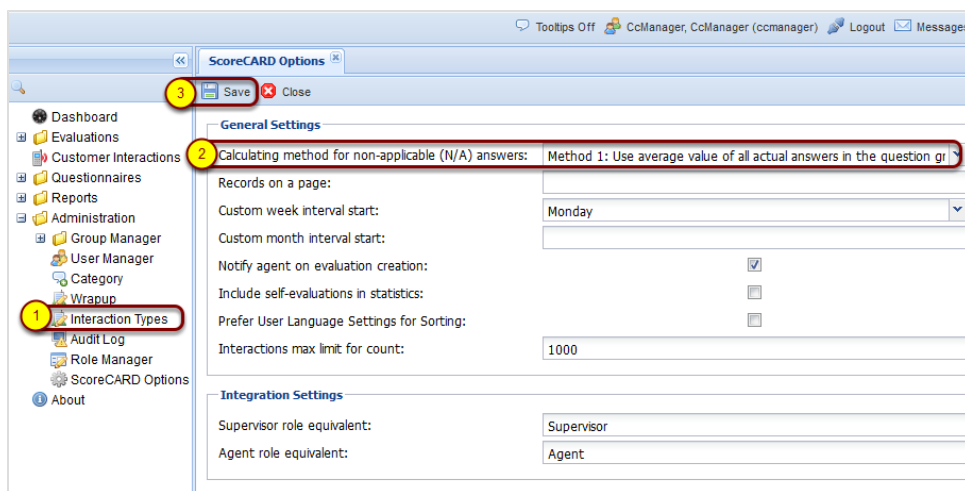 Tooltips Off CcManager, CcManager (ccmanager) Logout Messages
ScoreCARD Options
3 Save Close
Dashboard
Evaluations
Customer Interactions
Questionnaires
Reports
Administration
Group Manager
User Manager
Category
Wrapup
1 Interaction Types
Audit Log
Role Manager
ScoreCARD Options
About
General Settings
2 Calculating method for non-applicable (N/A) answers: Method 1: Use average value of all actual answers in the question gr
Records on a page:
Custom week interval start: Monday
Custom month interval start:
Notify agent on evaluation creation:
Include self-evaluations in statistics:
Prefer User Language Settings for Sorting:
Interactions max limit for count: 1000
Integration Settings
Supervisor role equivalent: Supervisor
Agent role equivalent: Agent